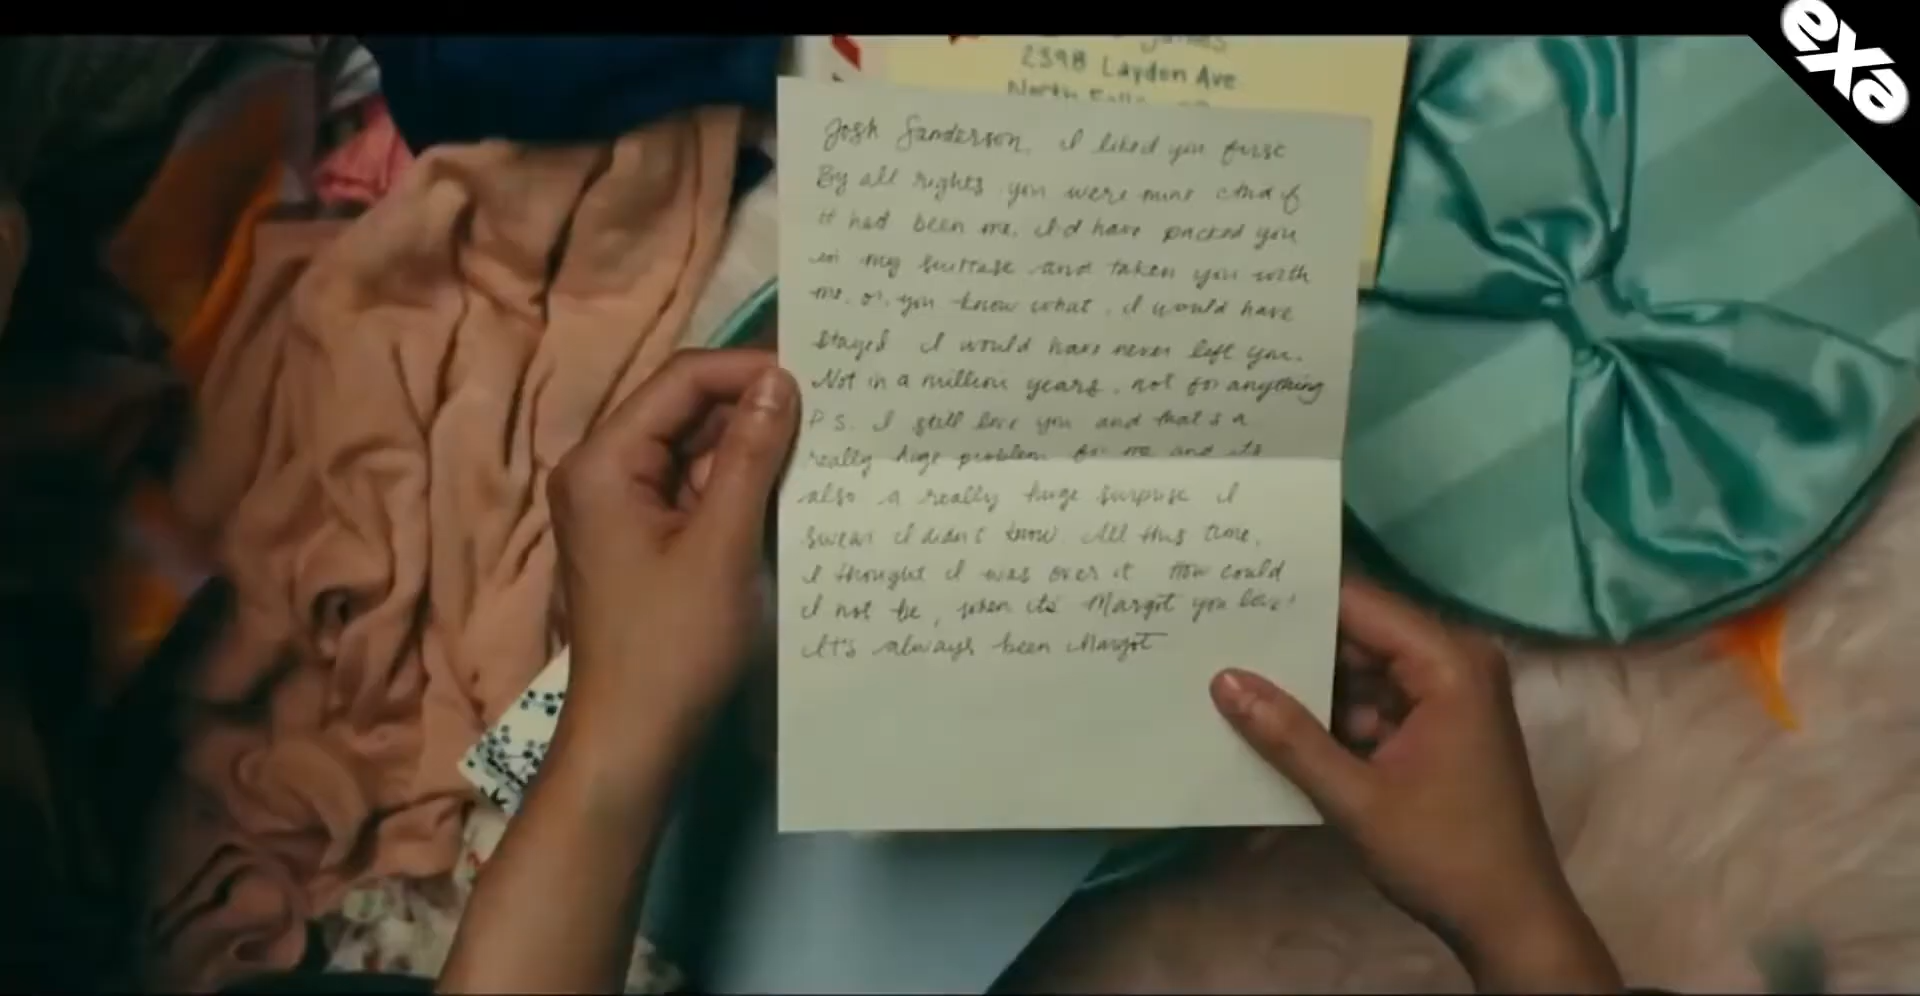 exa
2398 Laydon Ave
North
Josh Sanderson, I liked you first
By all rights, you were mine And if
it had been me, I'd have packed you
in my suitcase and taken you with
me, or, you know what, I would have
stayed I would have never left you.
Not in a million years, not for anything
P.S. I still love you and that's a
really huge problem for me and its
also a really huge surprise I
swear I didn't know. All this time,
I thought I was over it How could
I not be, when its Margot you love?
It's always been Margot